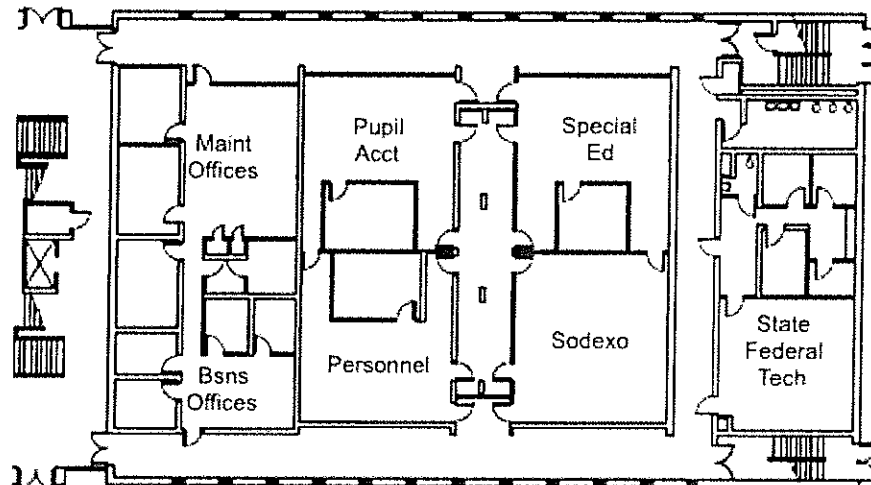 Maint
Offices
Pupil
Acct
Special
Ed
Bsns
Offices
Personnel
Sodexo
State
Federal
Tech